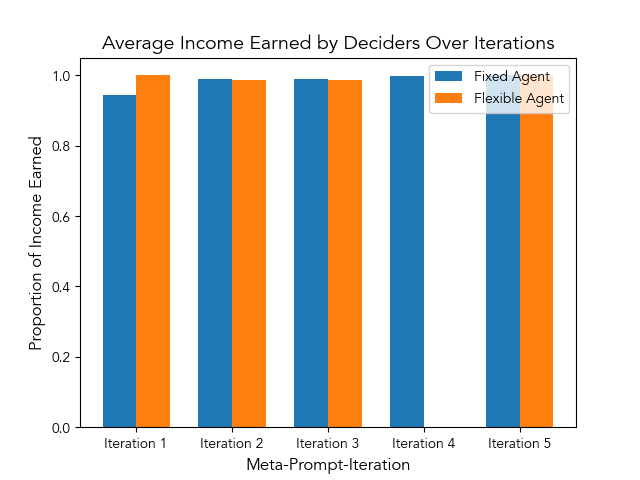 Average Income Earned by Deciders Over Iterations
Fixed Agent
Flexible Agent
Proportion of Income Earned
1.0
0.8
0.6
0.4
0.2
0.0
Iteration 1 Iteration 2 Iteration 3 Iteration 4 Iteration 5
Meta-Prompt-Iteration